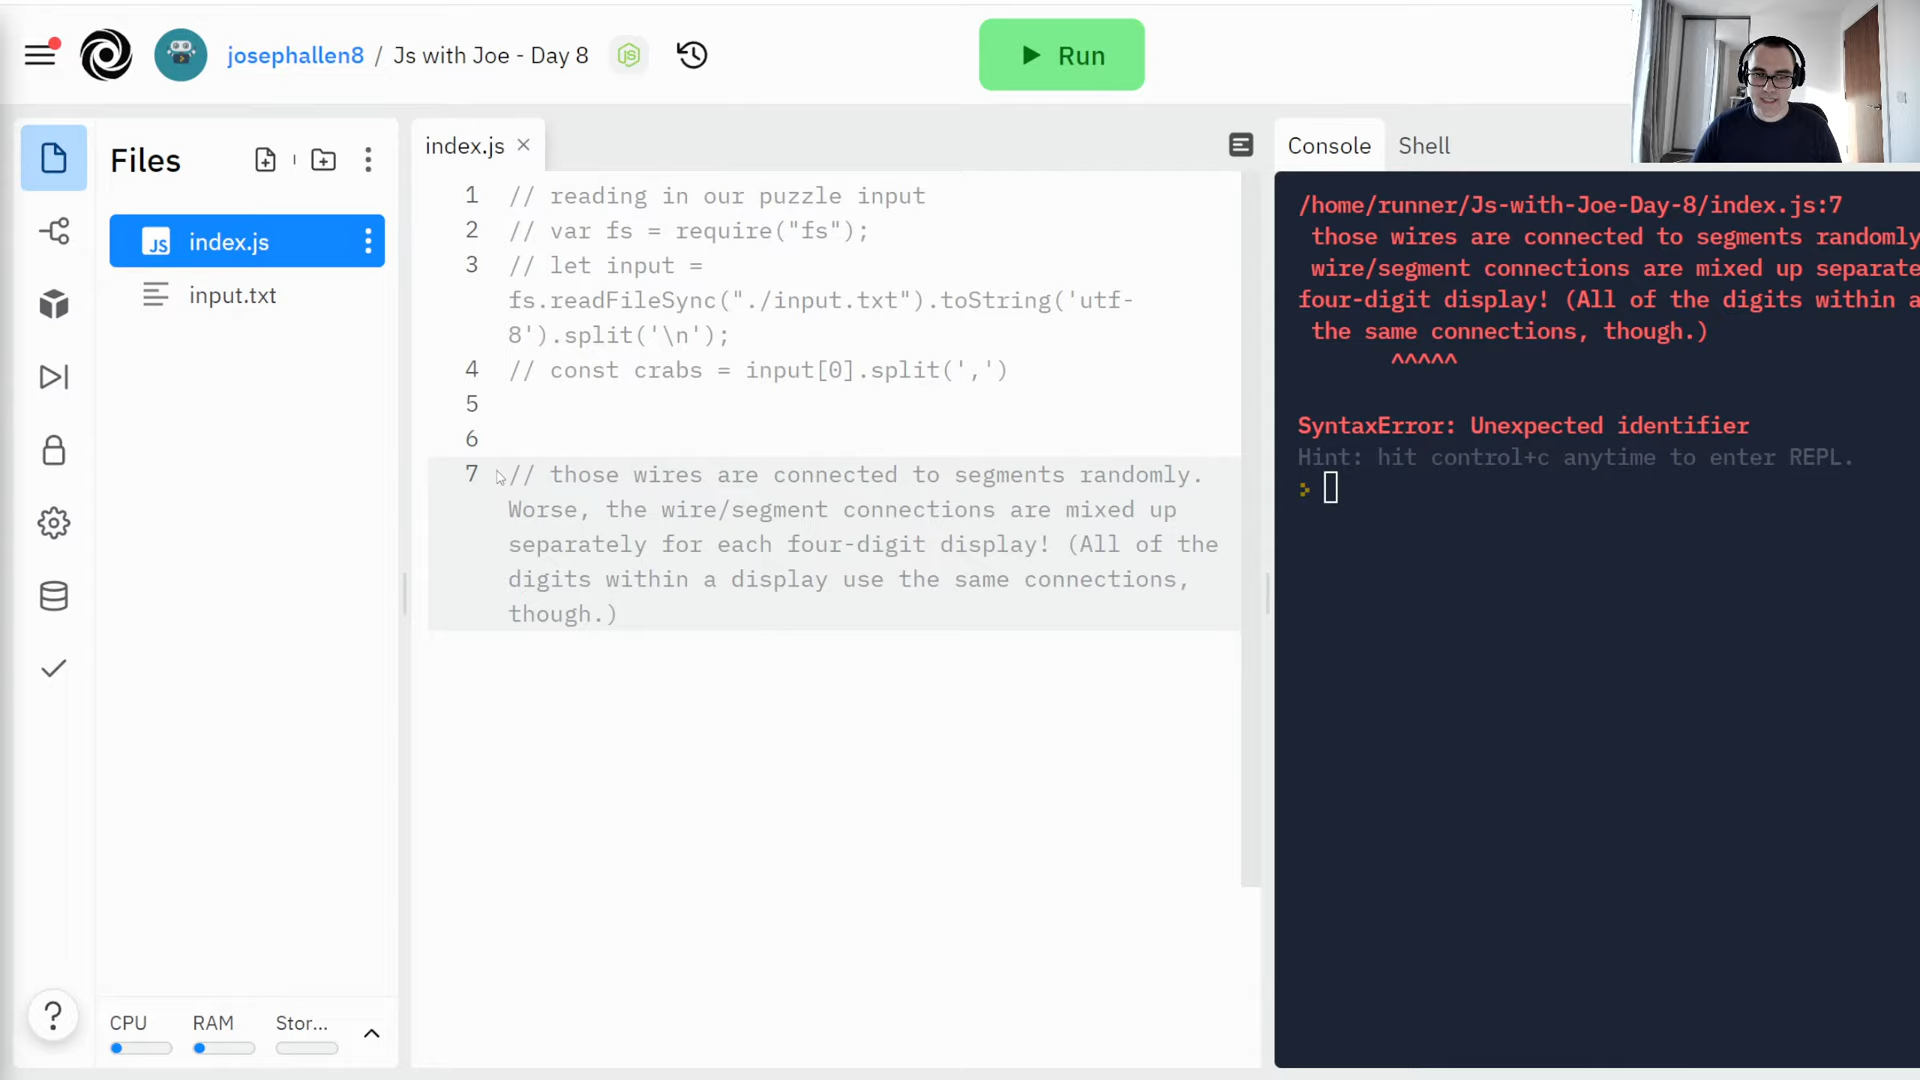 josephallen8 / Js with Joe - Day 8
Run
Files
index.js
input.txt
index.js
Console
Shell
1 // reading in our puzzle input
2 // var fs = require("fs");
3 // let input =
fs.readFileSync("./input.txt").toString('utf-
8').split('\n');
4 // const crabs = input[0].split(',')
5
6
7 // those wires are connected to segments randomly.
Worse, the wire/segment connections are mixed up
separately for each four-digit display! (All of the
digits within a display use the same connections,
though.)
/home/runner/Js-with-Joe-Day-8/index.js:7
those wires are connected to segments randomly
wire/segment connections are mixed up separate
four-digit display! (All of the digits within a
the same connections, though.)
^^^^^
SyntaxError: Unexpected identifier
Hint: hit control+c anytime to enter REPL.
>
CPU
RAM
Stor...